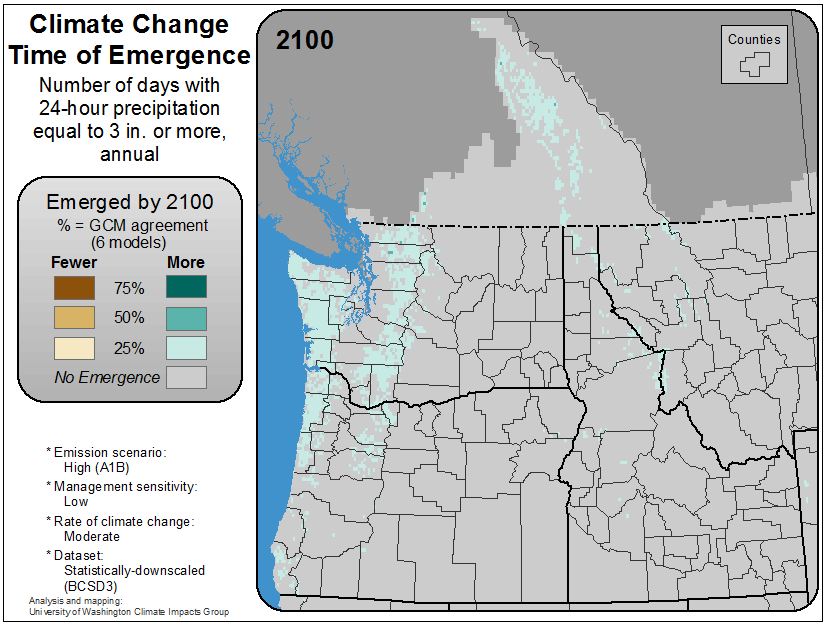 Climate Change
Time of Emergence
Number of days with
24-hour precipitation
equal to 3 in. or more,
annual
Emerged by 2100
% = GCM agreement
(6 models)
Fewer More
75%
50%
25%
No Emergence
* Emission scenario:
High (A1B)
* Management sensitivity:
Low
* Rate of climate change:
Moderate
* Dataset:
Statistically-downscaled
(BCSD3)
Analysis and mapping:
University of Washington Climate Impacts Group
2100
Counties